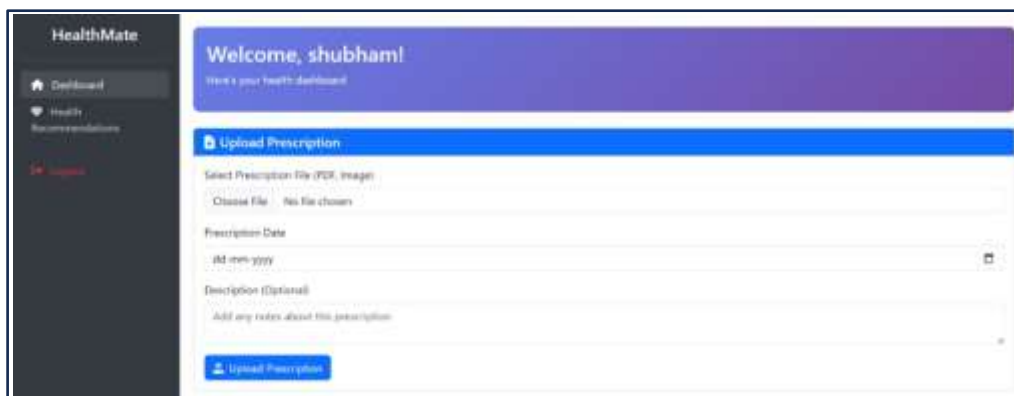 HealthMate
Dashboard
Health
Recommendations
Logout
Welcome, shubham!
Here's your health dashboard
Upload Prescription
Select Prescription File (PDF, Image)
Choose File No file chosen
Prescription Date
dd-mm-yyyy
Description (Optional)
Add any notes about this prescription
Upload Prescription